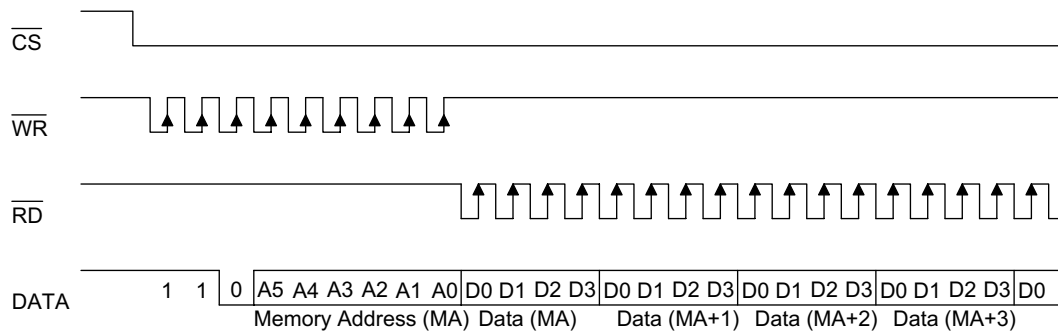 CS
WR
RD
DATA 1 1 0 A5 A4 A3 A2 A1 A0 D0 D1 D2 D3 D0 D1 D2 D3 D0 D1 D2 D3 D0 D1 D2 D3 D0
Memory Address (MA) Data (MA) Data (MA+1) Data (MA+2) Data (MA+3)